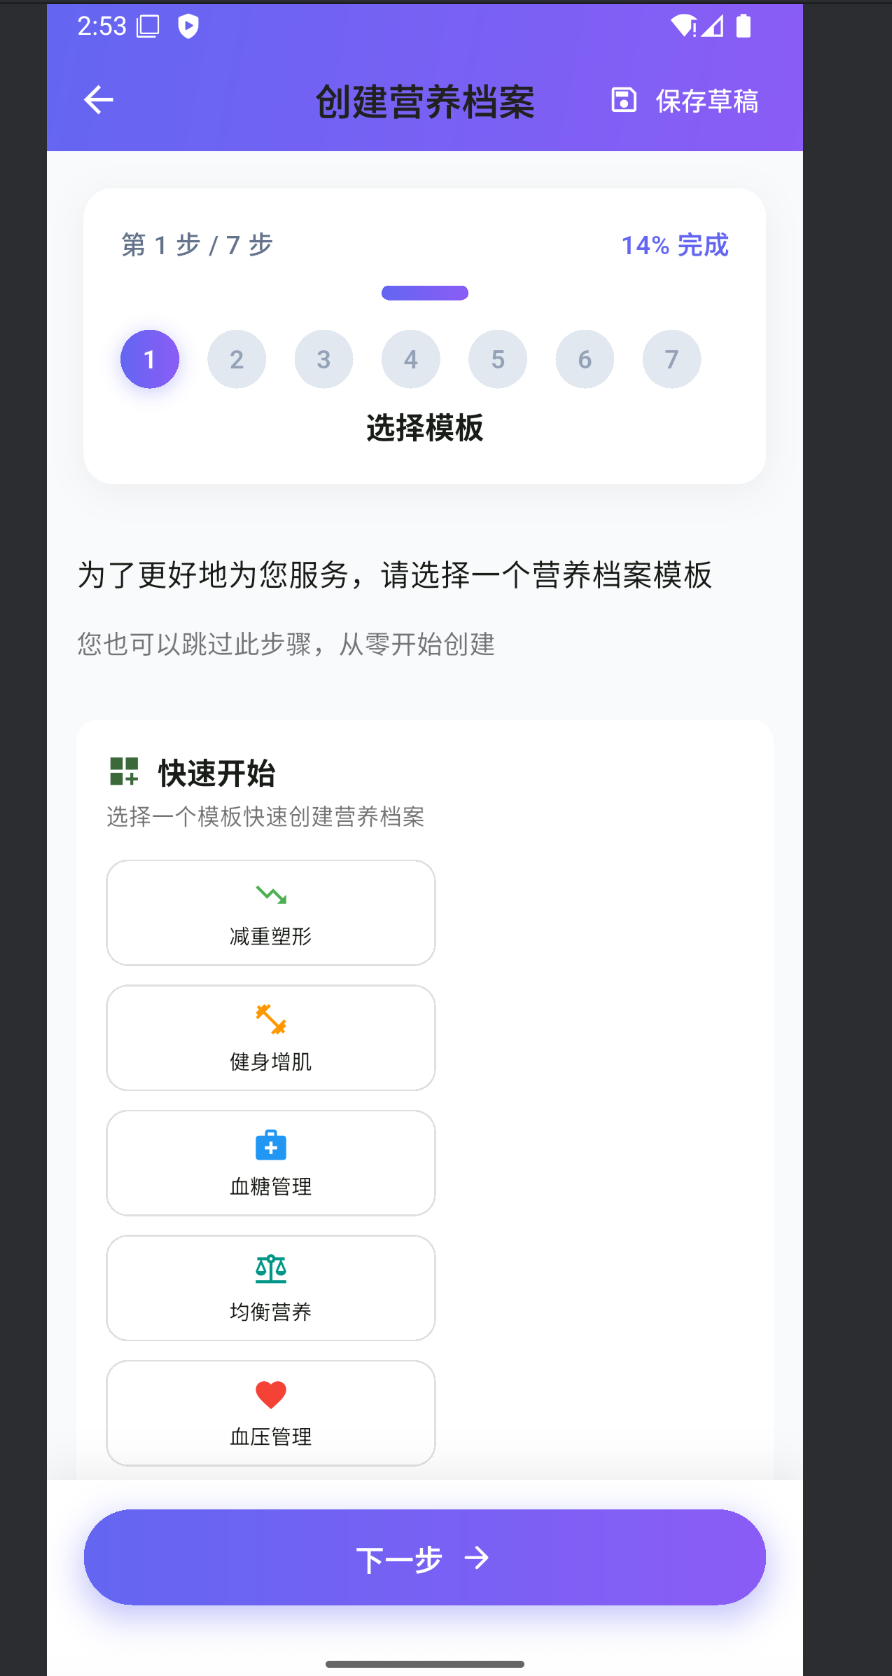 2:53
创建营养档案
保存草稿
第 1 步 / 7 步
14% 完成
1 2 3 4 5 6 7
选择模板
为了更好地为您服务，请选择一个营养档案模板
您也可以跳过此步骤，从零开始创建
快速开始
选择一个模板快速创建营养档案
减重塑形
健身增肌
血糖管理
均衡营养
血压管理
下一步